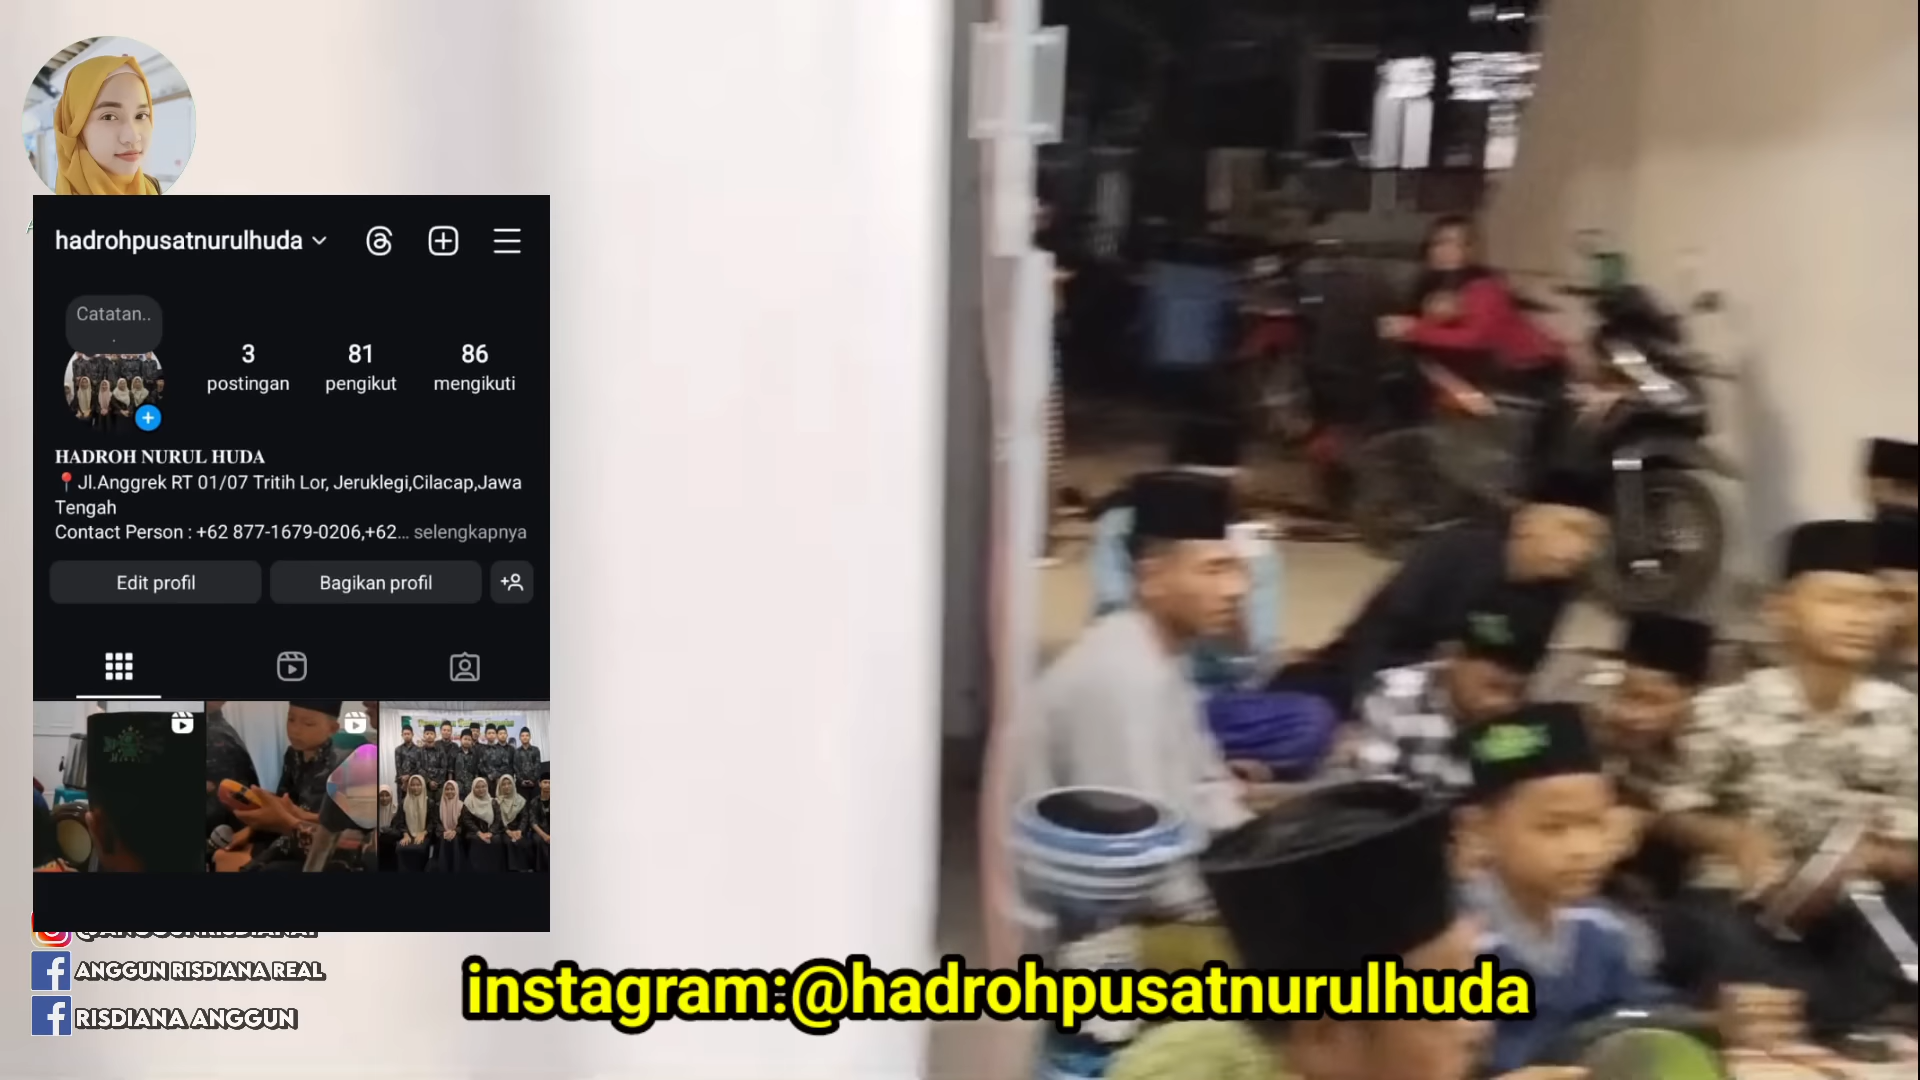 hadrohpusatnurulhuda
Catatan..
.
3
postingan
81
pengikut
86
mengikuti
HADROH NURUL HUDA
📍Jl.Anggrek RT 01/07 Tritih Lor, Jeruklegi,Cilacap,Jawa
Tengah
Contact Person : +62 877-1679-0206,+62... selengkapnya
Edit profil
Bagikan profil
ANGGUN RISDIANA REAL
RISDIANA ANGGUN
instagram:@hadrohpusatnurulhuda